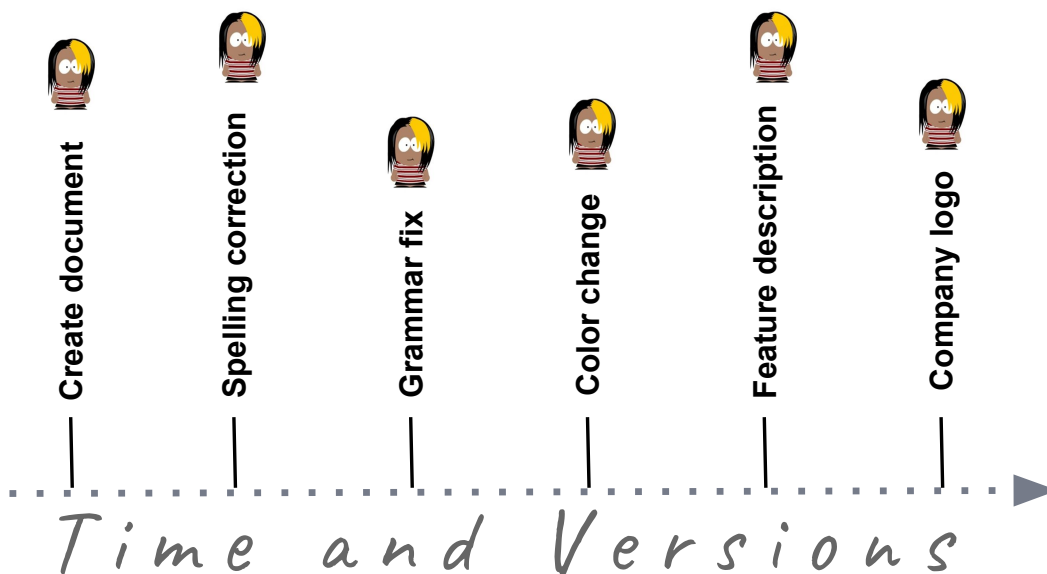 Create document
Spelling correction
Grammar fix
Color change
Feature description
Company logo
Time and Versions